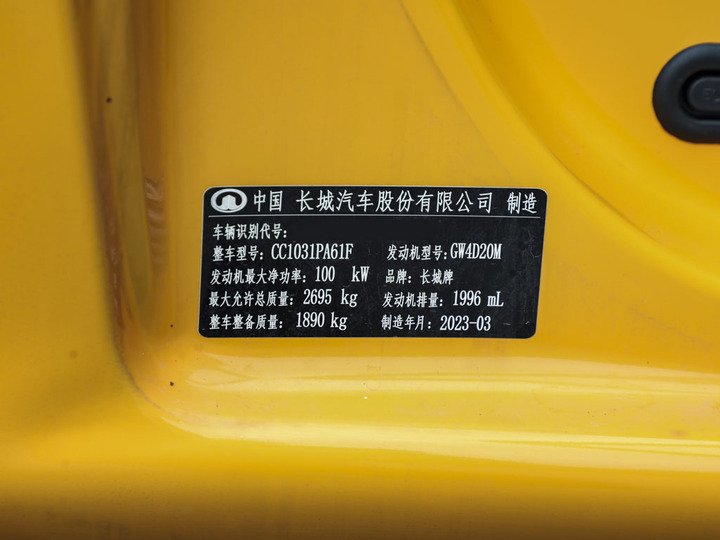 中国 长城汽车股份有限公司 制造
车辆识别代号:
整车型号: CC1031PA61F 发动机型号: GW4D20M
发动机最大净功率: 100 kW 品牌: 长城牌
最大允许总质量: 2695 kg 发动机排量: 1996 mL
整车整备质量: 1890 kg 制造年月: 2023-03